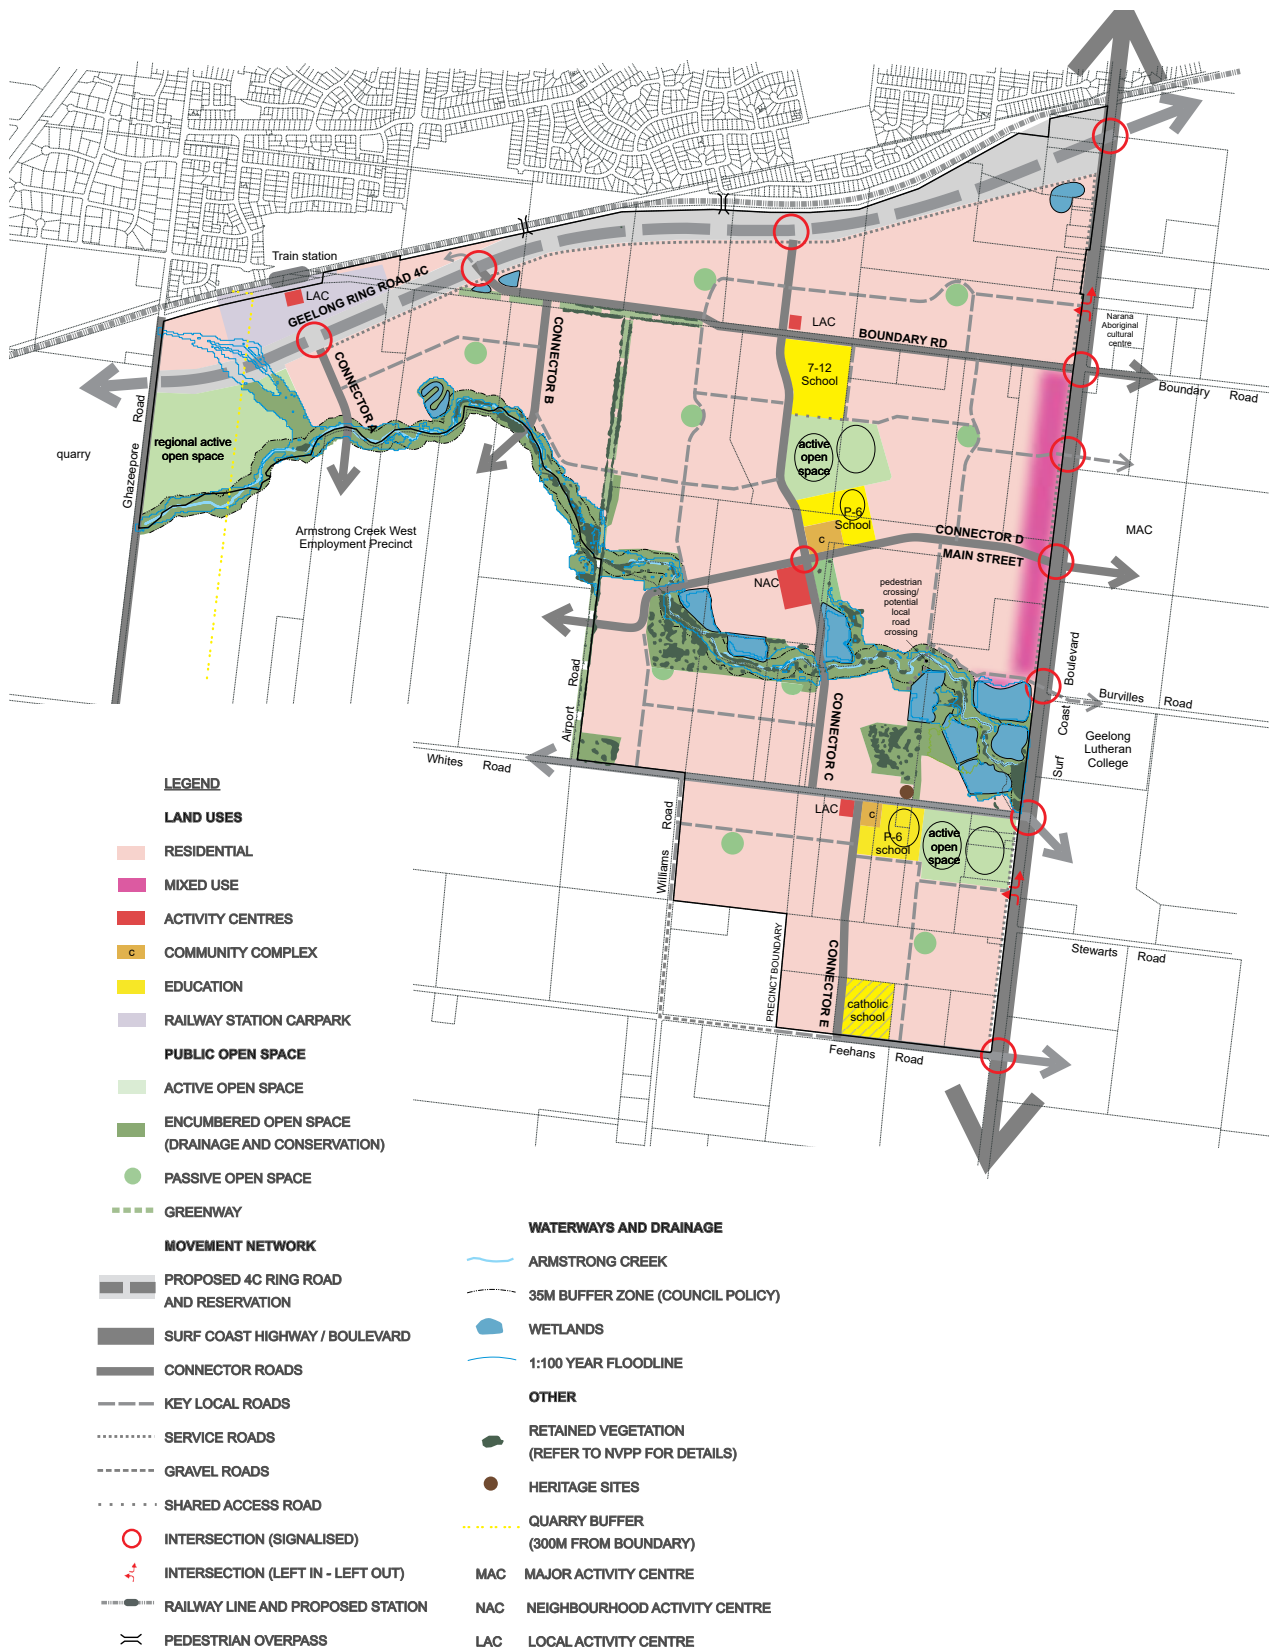 Train station
LAC
GEELONG RING ROAD 4C
CONNECTOR A
CONNECTOR B
LAC
BOUNDARY RD
Narana
Aboriginal
cultural
centre
Boundary Road
7-12
School
Ghazeepore Road
quarry
regional active
open space
active
open
space
P-6
School
C
Armstrong Creek West
Employment Precinct
CONNECTOR D
MAIN STREET
MAC
NAC
pedestrian
crossing/
potential
local
road
crossing
Airport Road
CONNECTOR C
Surf Coast Boulevard
Burvilles Road
Geelong
Lutheran
College
Whites Road
Williams Road
LAC
C
P-6
school
active
open
space
PRECINCT BOUNDARY
CONNECTOR E
catholic
school
Stewarts Road
Feehans Road
LEGEND
LAND USES
RESIDENTIAL
MIXED USE
ACTIVITY CENTRES
C COMMUNITY COMPLEX
EDUCATION
RAILWAY STATION CARPARK
PUBLIC OPEN SPACE
ACTIVE OPEN SPACE
ENCUMBERED OPEN SPACE
(DRAINAGE AND CONSERVATION)
PASSIVE OPEN SPACE
GREENWAY
MOVEMENT NETWORK
PROPOSED 4C RING ROAD
AND RESERVATION
SURF COAST HIGHWAY / BOULEVARD
CONNECTOR ROADS
KEY LOCAL ROADS
SERVICE ROADS
GRAVEL ROADS
SHARED ACCESS ROAD
INTERSECTION (SIGNALISED)
INTERSECTION (LEFT IN - LEFT OUT)
RAILWAY LINE AND PROPOSED STATION
PEDESTRIAN OVERPASS
WATERWAYS AND DRAINAGE
ARMSTRONG CREEK
35M BUFFER ZONE (COUNCIL POLICY)
WETLANDS
1:100 YEAR FLOODLINE
OTHER
RETAINED VEGETATION
(REFER TO NVPP FOR DETAILS)
HERITAGE SITES
QUARRY BUFFER
(300M FROM BOUNDARY)
MAC MAJOR ACTIVITY CENTRE
NAC NEIGHBOURHOOD ACTIVITY CENTRE
LAC LOCAL ACTIVITY CENTRE